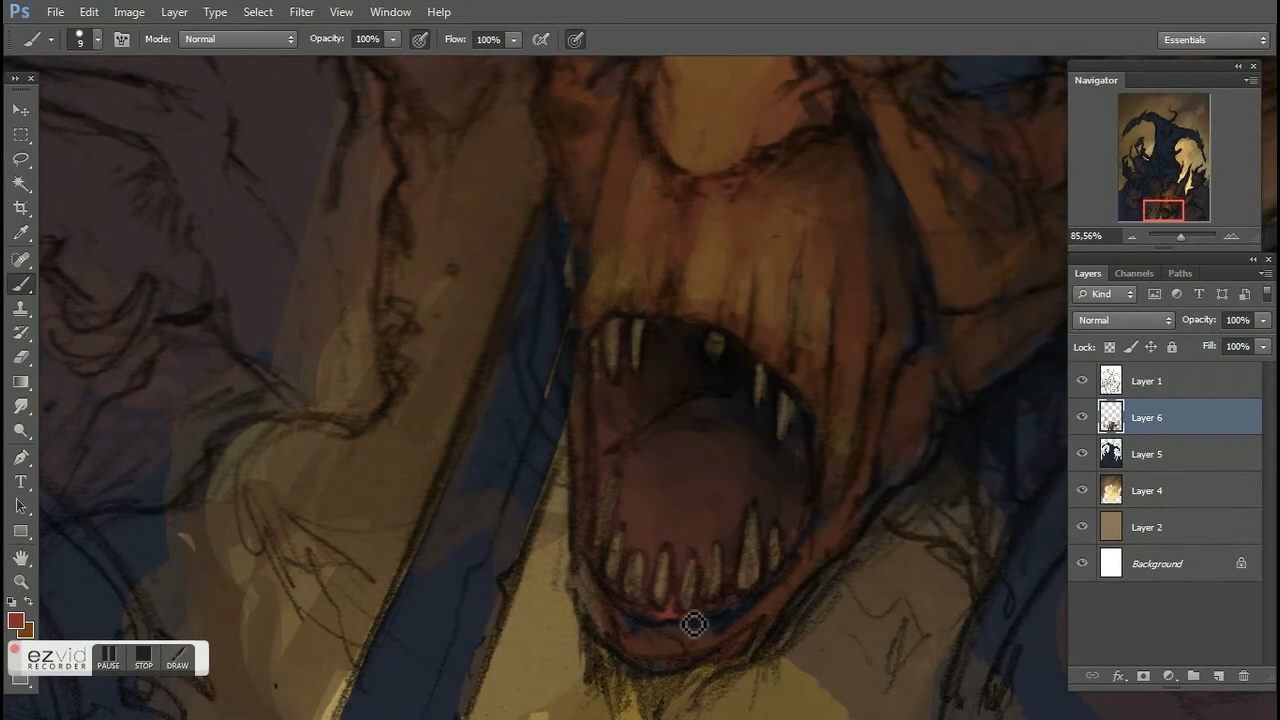 Ps File Edit Image Layer Type Select Filter View Window Help
9 Mode: Normal Opacity: 100% Flow: 100% Essentials
Navigator
85,56%
Layers Channels Paths
Kind T
Normal Opacity: 100%
Lock: Fill: 100%
Layer 1
Layer 6
Layer 5
Layer 4
Layer 2
Background
T
ezvid
RECORDER
PAUSE STOP DRAW
fx